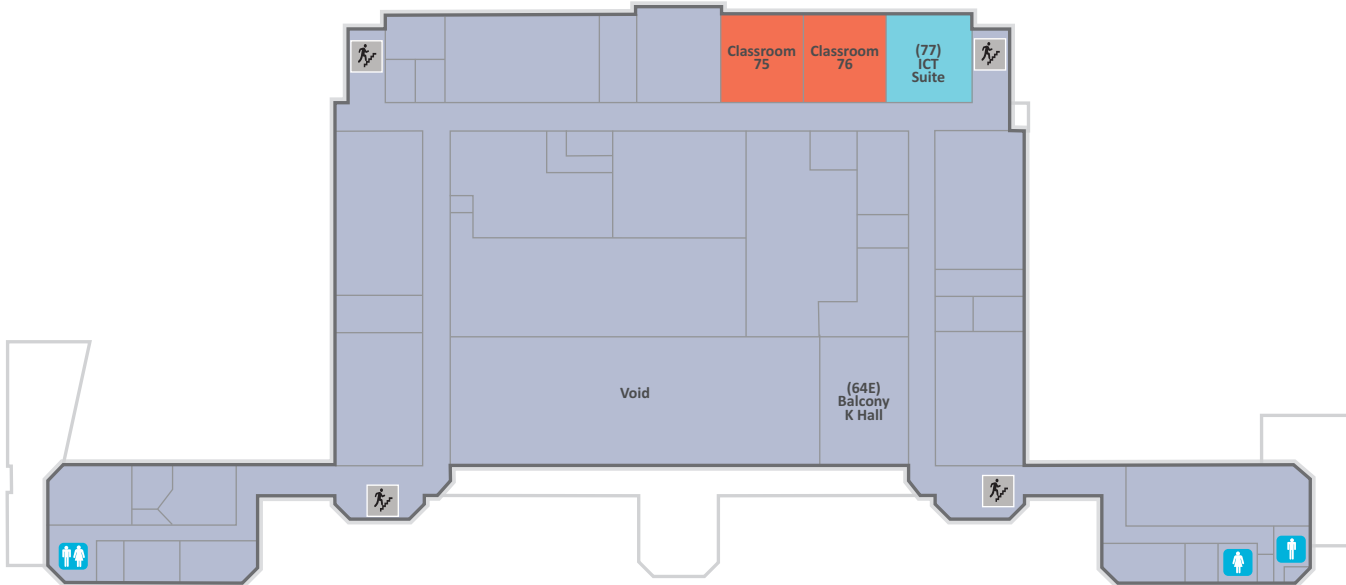 Classroom
75
Classroom
76
(77)
ICT
Suite
Void
(64E)
Balcony
K Hall